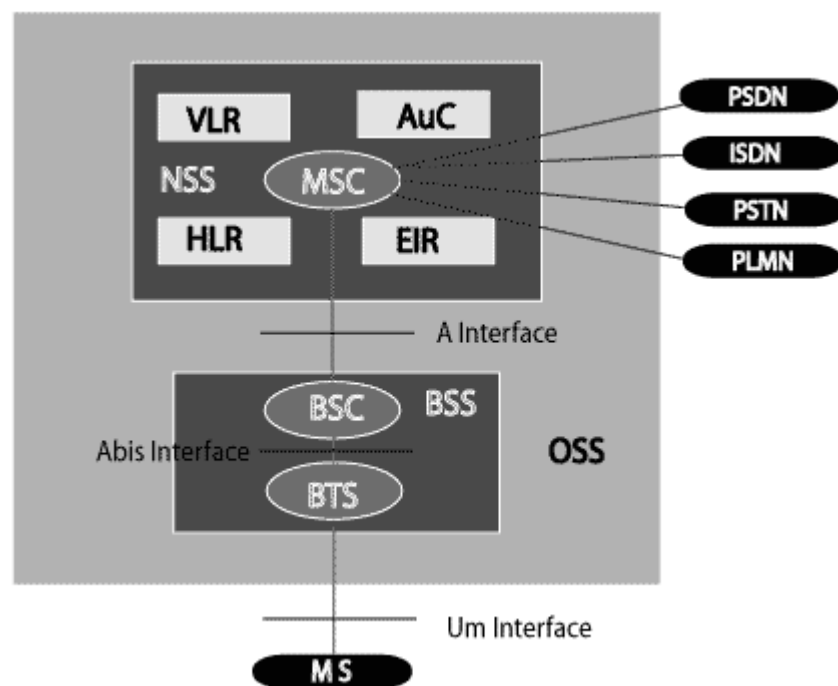 VLR
AuC
PSDN
NSS
MSC
ISDN
HLR
EIR
PSTN
PLMN
A Interface
BSC
BSS
Abis Interface
OSS
BTS
Um Interface
MS